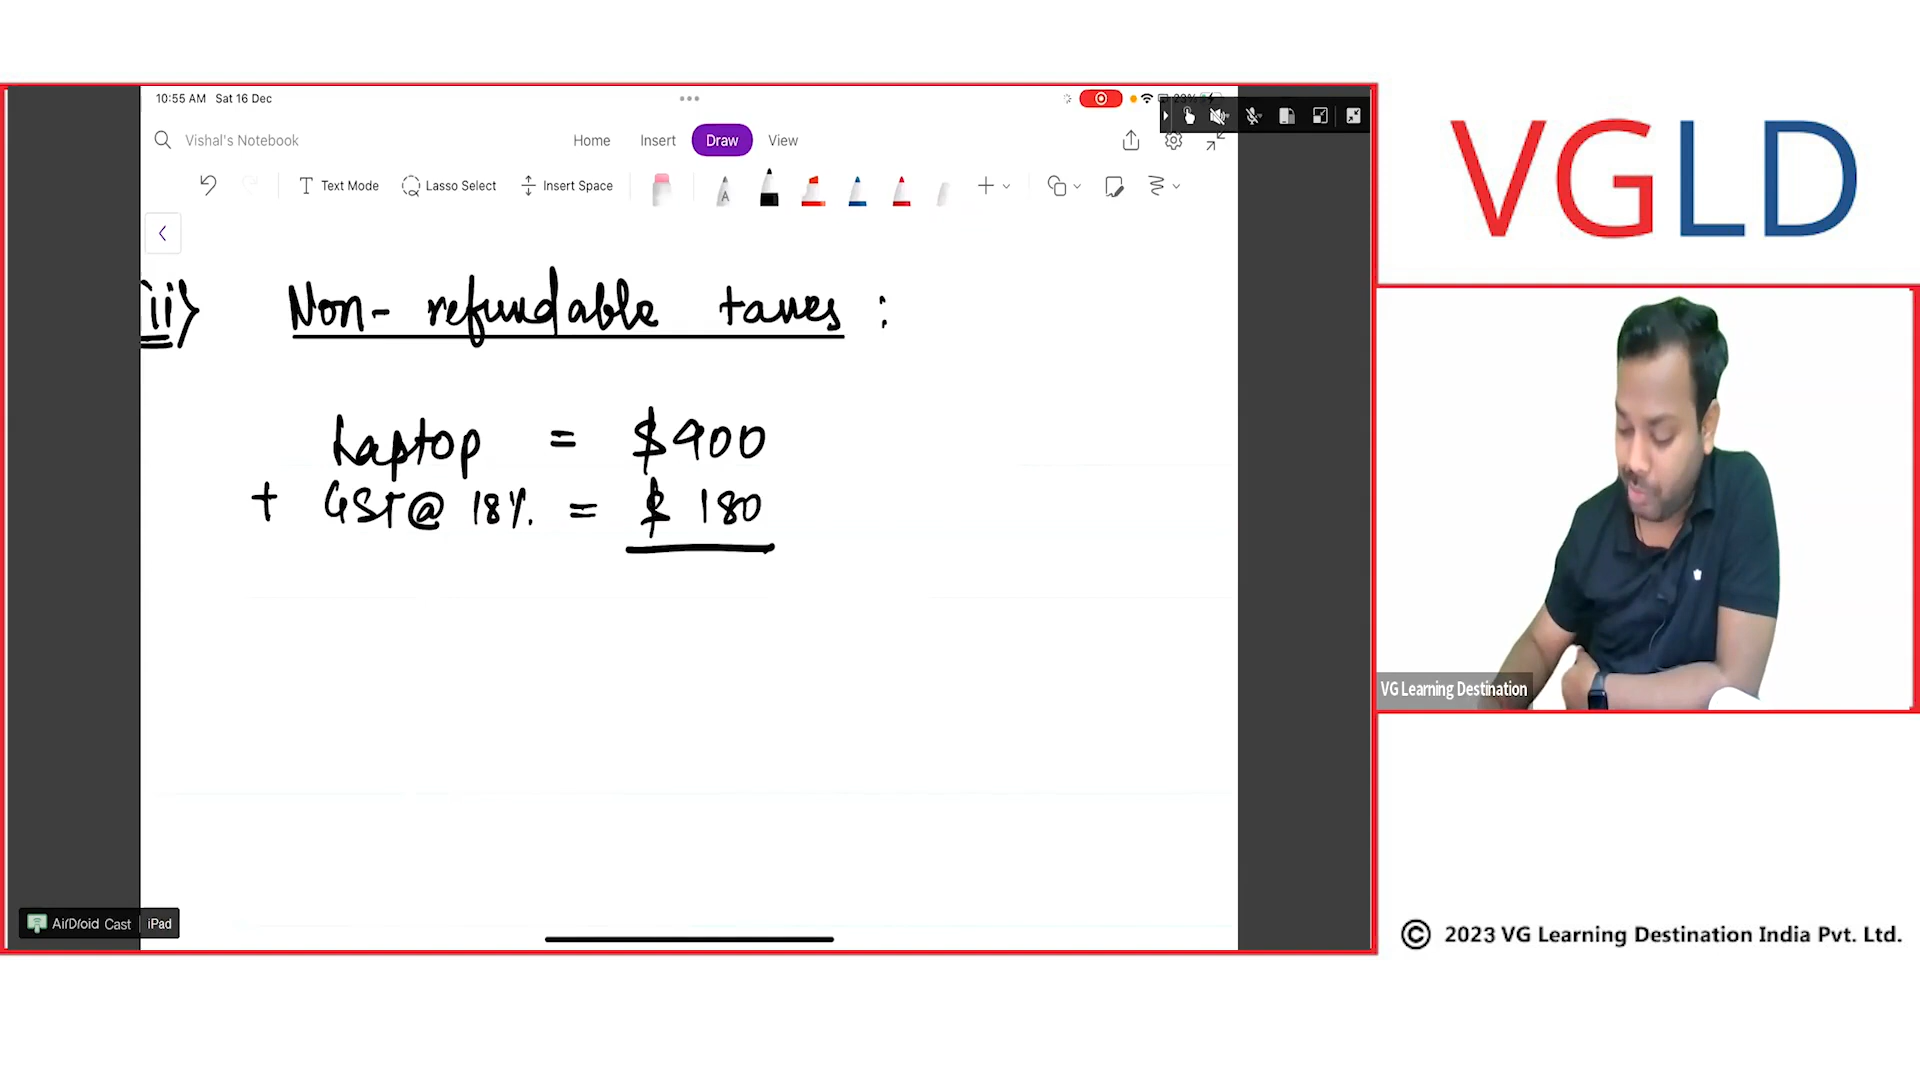 10:55 AM Sat 16 Dec
23%
Vishal's Notebook
Home Insert Draw View
VGLD
Text Mode Lasso Select Insert Space
A
ii) Non-refundable taxes :
Laptop = $900
+ GST @ 18% = $ 180
VG Learning Destination
AirDroid Cast iPad
© 2023 VG Learning Destination India Pvt. Ltd.